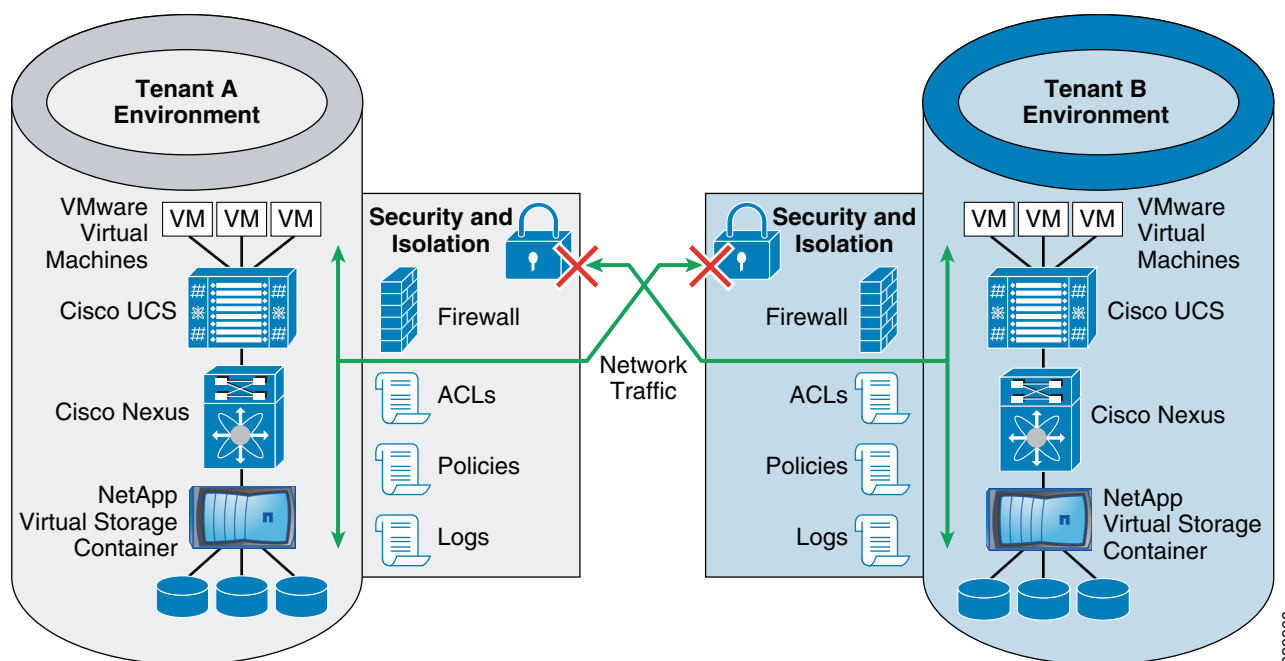 Tenant A
Environment
Tenant B
Environment
VMware
Virtual
Machines
VM VM VM
Cisco UCS
Cisco Nexus
NetApp
Virtual Storage
Container
Security and
Isolation
Firewall
ACLs
Policies
Logs
Network
Traffic
Security and
Isolation
Firewall
ACLs
Policies
Logs
VM VM VM
VMware
Virtual
Machines
Cisco UCS
Cisco Nexus
NetApp
Virtual Storage
Container